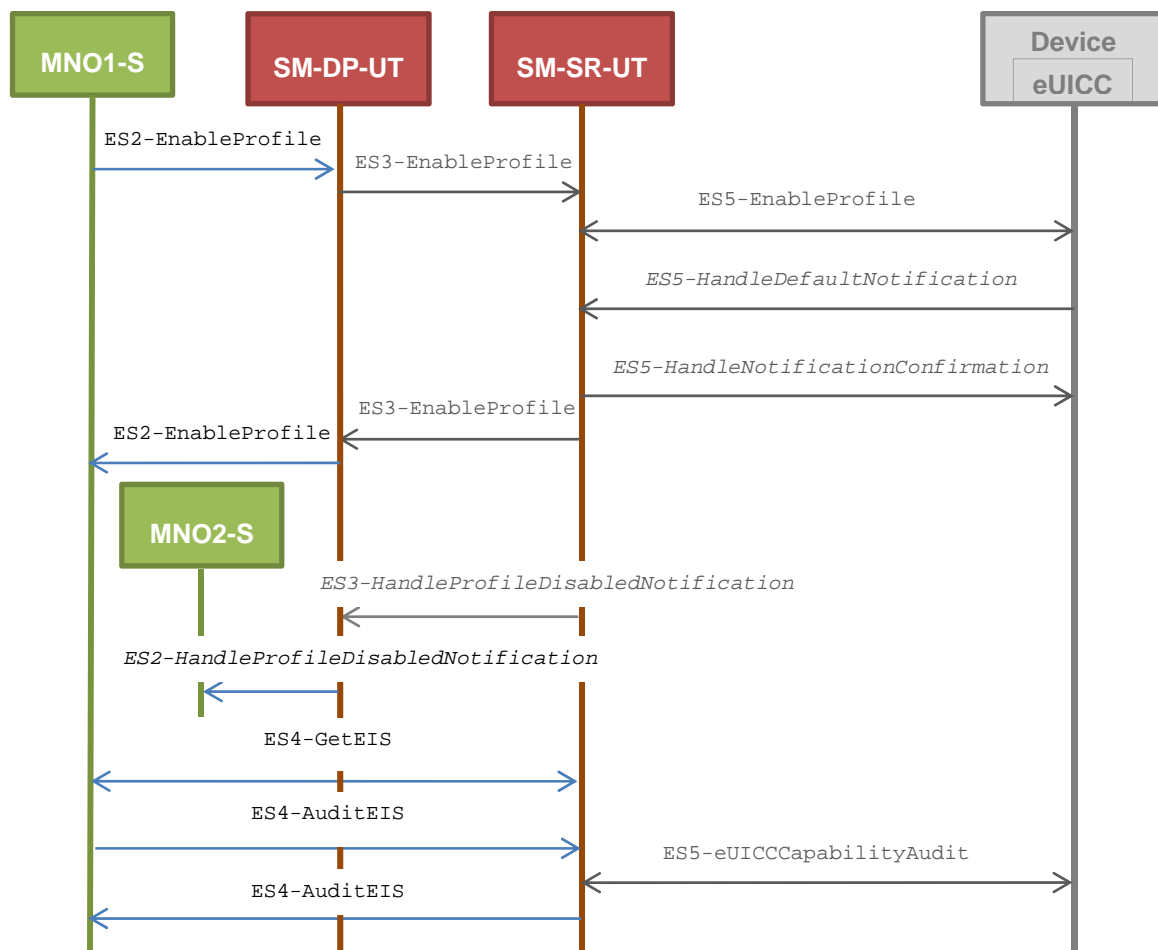 MNO1-S
SM-DP-UT
SM-SR-UT
Device
eUICC
ES2-EnableProfile
ES3-EnableProfile
ES5-EnableProfile
ES5-HandleDefaultNotification
ES5-HandleNotificationConfirmation
ES3-EnableProfile
ES2-EnableProfile
MNO2-S
ES3-HandleProfileDisabledNotification
ES2-HandleProfileDisabledNotification
ES4-GetEIS
ES4-AuditEIS
ES5-eUICCCapabilityAudit
ES4-AuditEIS